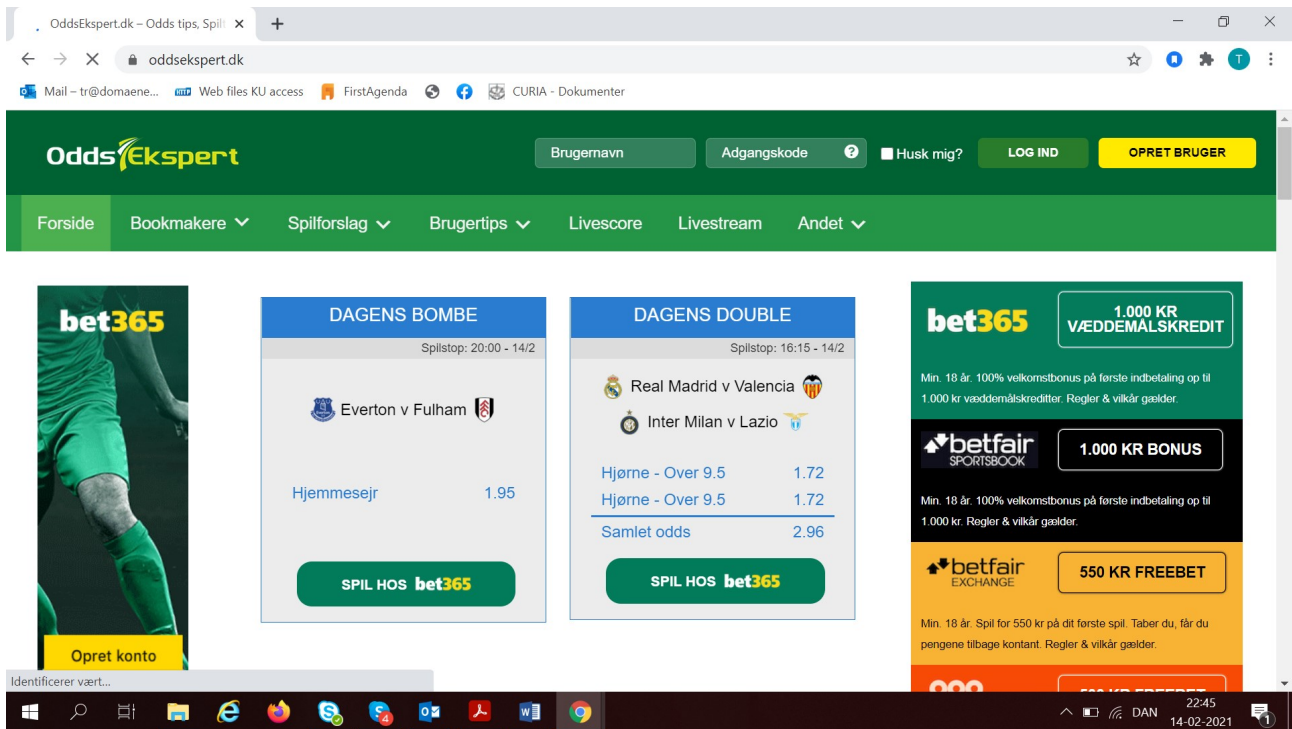 OddsEkspert.dk – Odds tips, Spilf
oddsekspert.dk
T
Mail – tr@domaene... Web files KU access FirstAgenda CURIA - Dokumenter
OddsEkspert
Brugernavn Adgangskode ? Husk mig? LOG IND OPRET BRUGER
Forside Bookmakere Spilforslag Brugertips Livescore Livestream Andet
bet365
Opret konto
DAGENS BOMBE
Spilstop: 20:00 - 14/2
Everton v Fulham
Hjemmesejr 1.95
SPIL HOS bet365
DAGENS DOUBLE
Spilstop: 16:15 - 14/2
Real Madrid v Valencia
Inter Milan v Lazio
Hjørne - Over 9.5 1.72
Hjørne - Over 9.5 1.72
Samlet odds 2.96
SPIL HOS bet365
bet365 1.000 KR
VÆDDEMÅLSKREDIT
Min. 18 år. 100% velkomstbonus på første indbetaling op til
1.000 kr væddemålskreditter. Regler & vilkår gælder.
betfair
SPORTSBOOK
1.000 KR BONUS
Min. 18 år. 100% velkomstbonus på første indbetaling op til
1.000 kr. Regler & vilkår gælder.
betfair
EXCHANGE
550 KR FREEBET
Min. 18 år. Spil for 550 kr på dit første spil. Taber du, får du
pengene tilbage kontant. Regler & vilkår gælder.
Identificerer vært...
DAN
22:45
14-02-2021
1